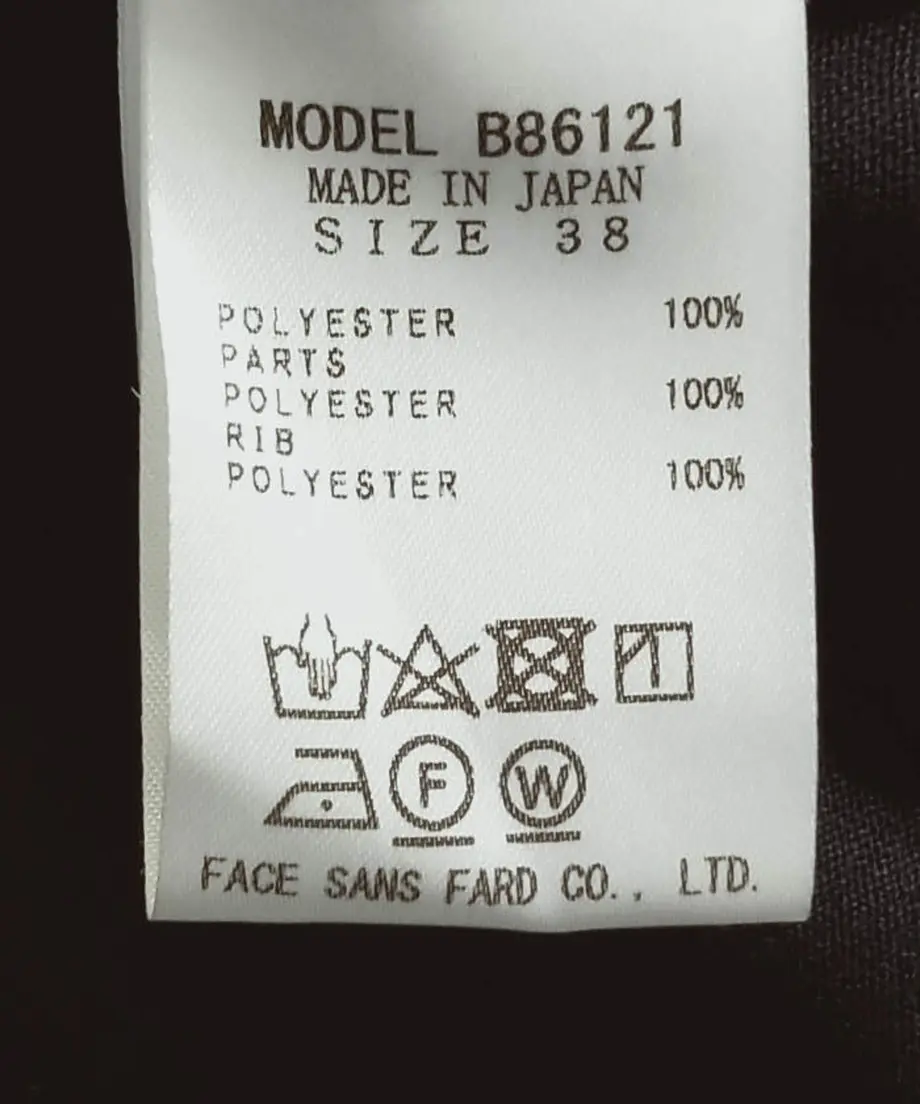 MODEL B86121
MADE IN JAPAN
SIZE 38
POLYESTER 100%
PARTS
POLYESTER 100%
RIB
POLYESTER 100%
F W
FACE SANS FARD CO., LTD.